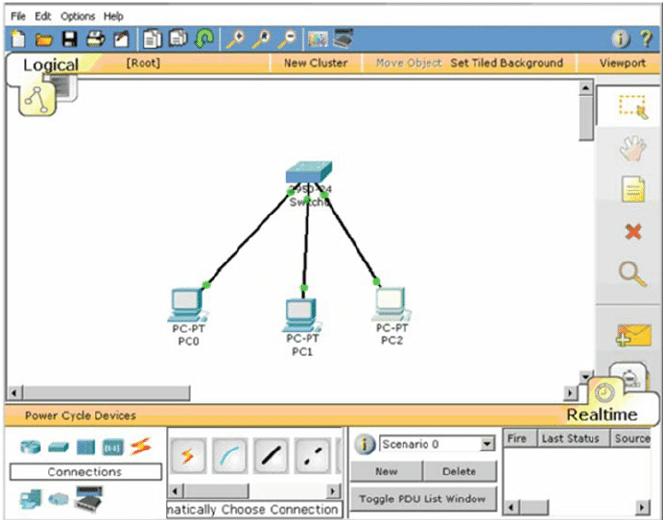 File Edit Options Help
Logical [Root] New Cluster Move Object Set Tiled Background Viewport
2950-24
Switch0
PC-PT
PC0
PC-PT
PC1
PC-PT
PC2
Realtime
Power Cycle Devices
Connections
matically Choose Connection
Scenario 0
New Delete
Toggle PDU List Window
Fire Last Status Source